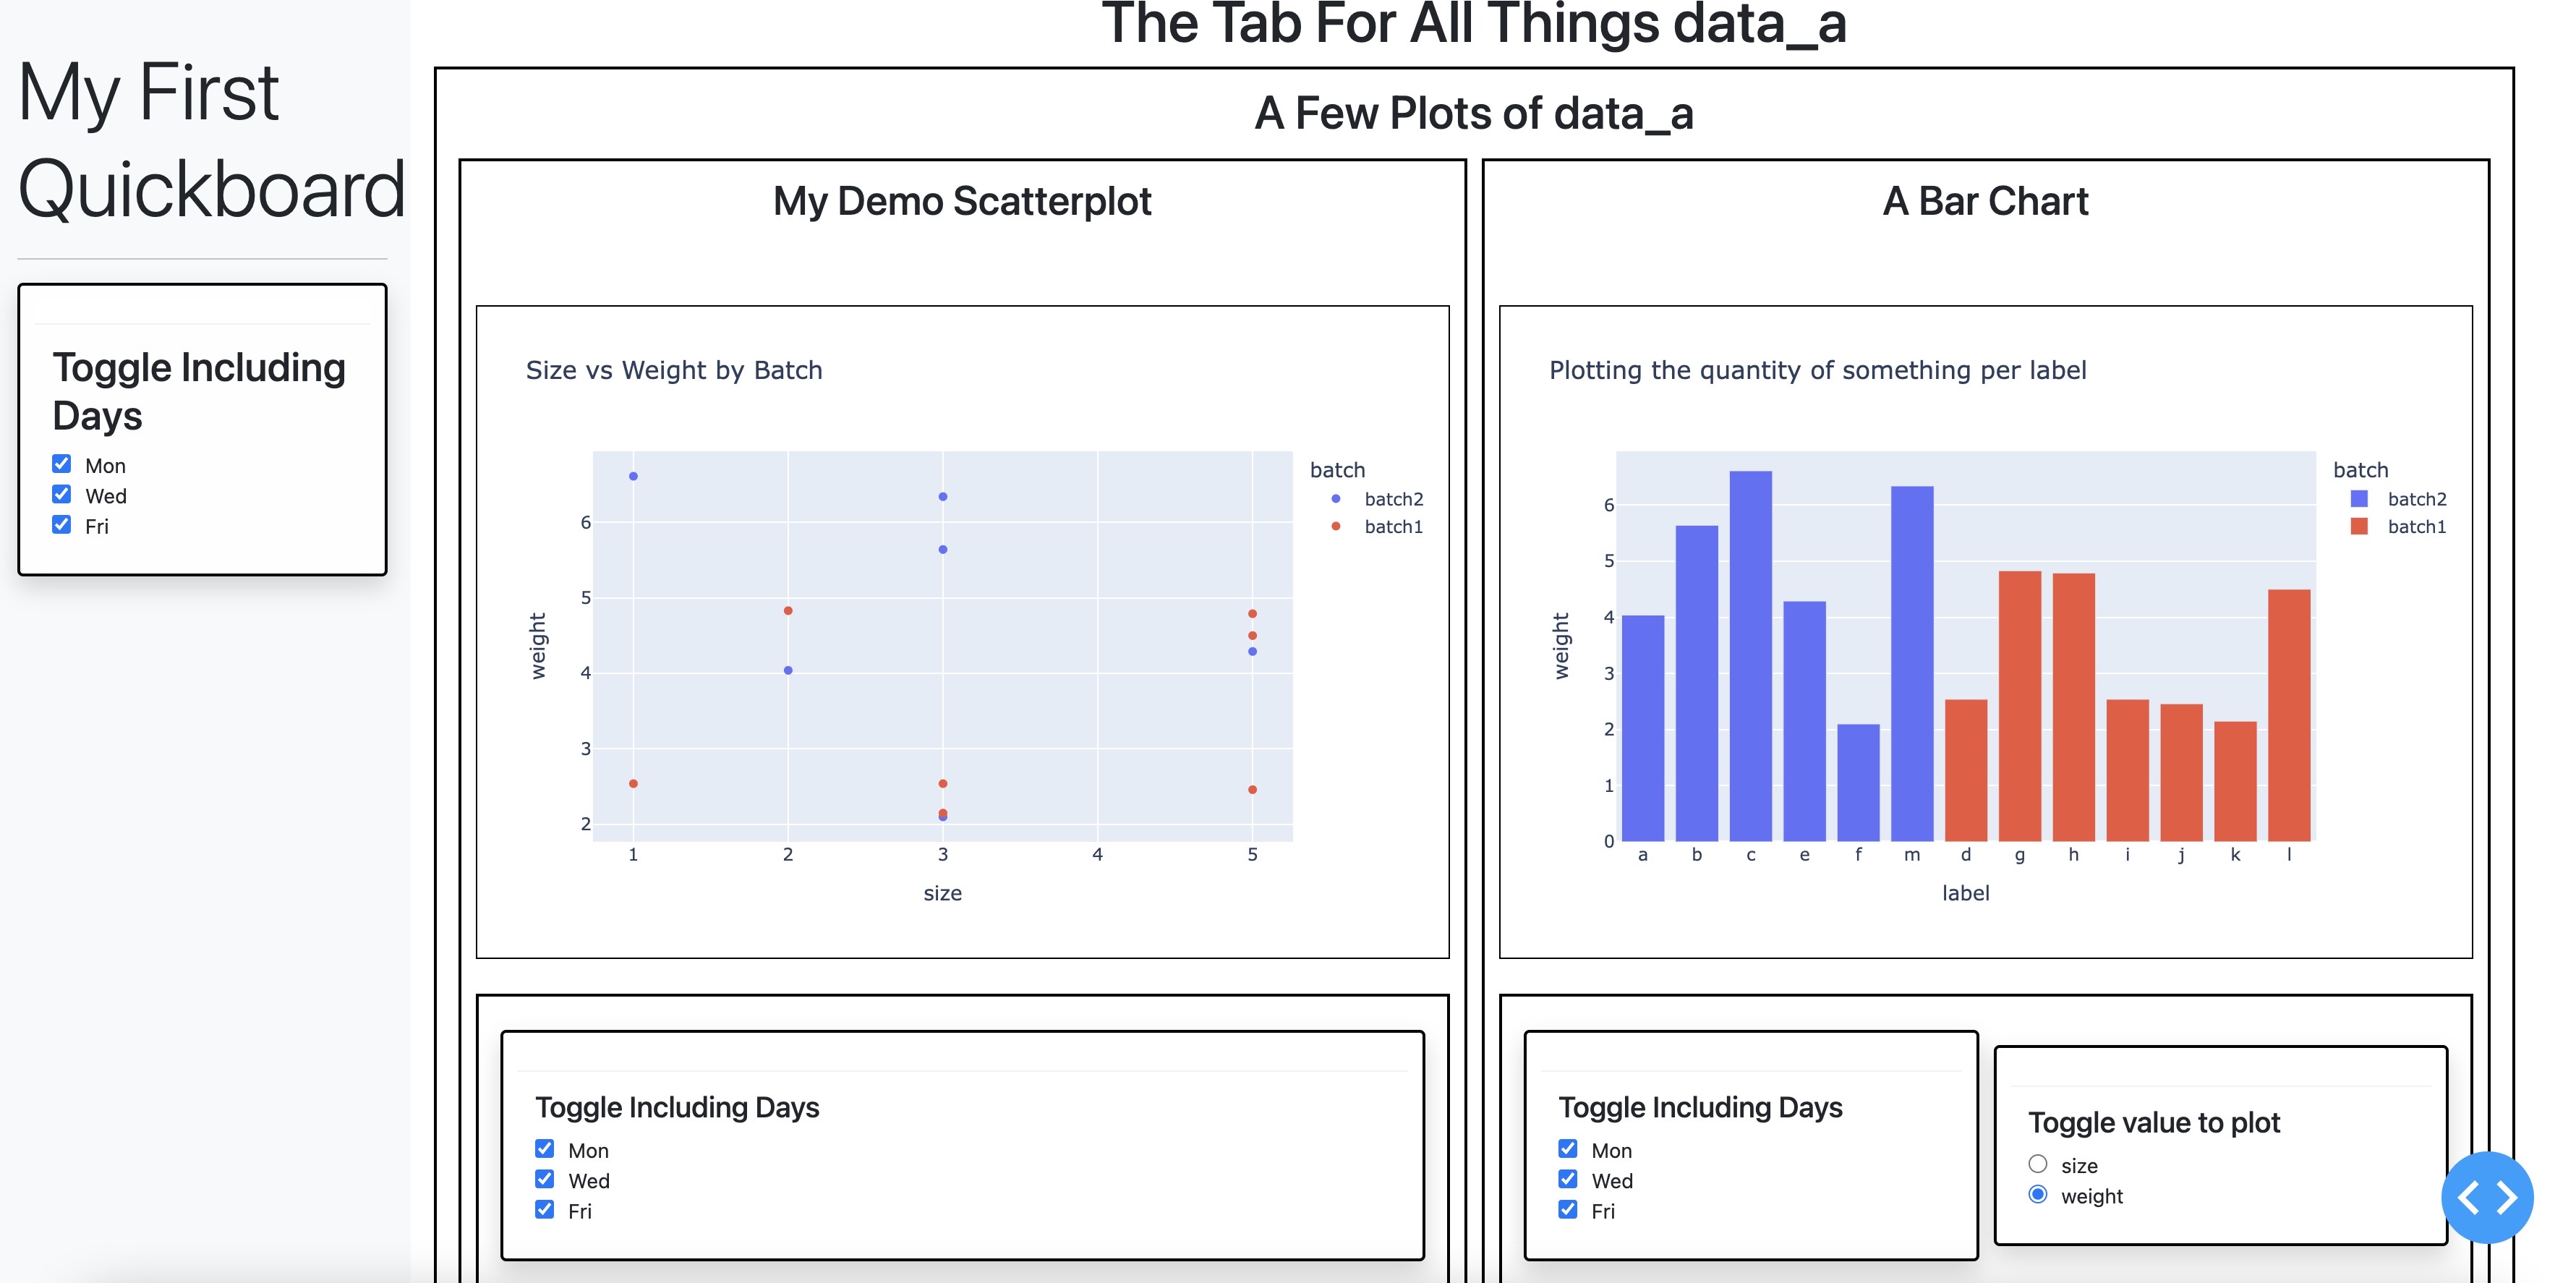 My First
Quickboard
Toggle Including
Days
Mon
Wed
Fri
The Tab For All Things data_a
A Few Plots of data_a
My Demo Scatterplot
Size vs Weight by Batch
batch
batch2
batch1
6
5
4
3
2
weight
1 2 3 4 5
size
Toggle Including Days
Mon
Wed
Fri
A Bar Chart
Plotting the quantity of something per label
batch
batch2
batch1
6
5
4
3
2
1
0
weight
a b c e f m d g h i j k l
label
Toggle Including Days
Mon
Wed
Fri
Toggle value to plot
size
weight